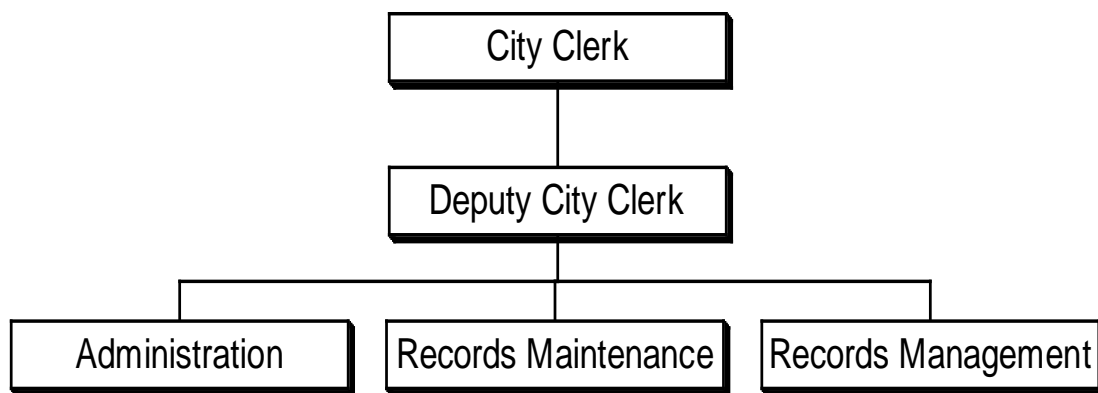 City Clerk
Deputy City Clerk
Administration
Records Maintenance
Records Management